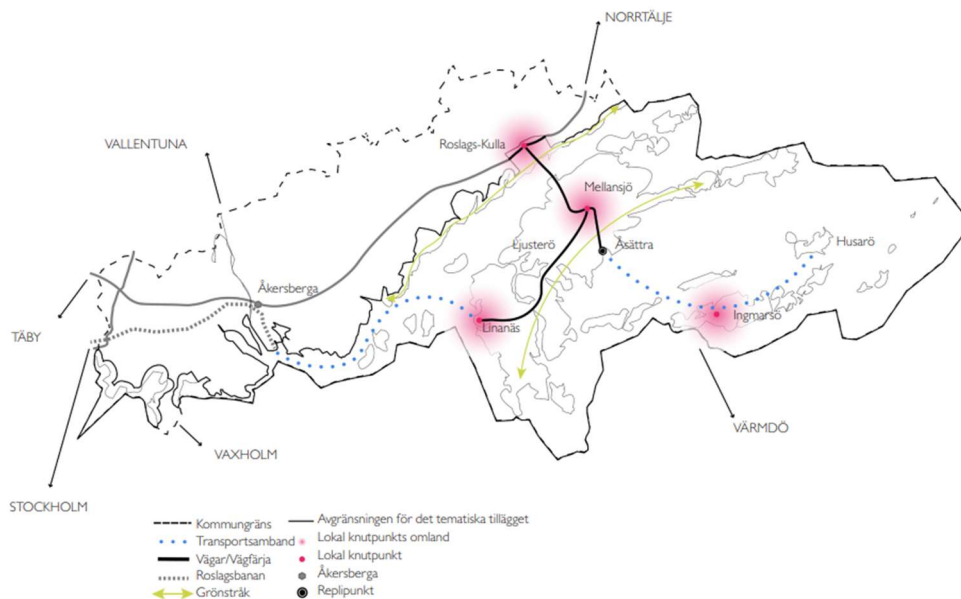 NORRTÄLJE
VALLENTUNA
Roslags-Kulla
Mellansjö
Ljusterö
Åsättra
Husarö
Åkersberga
Linanäs
Ingmarsö
TÄBY
VÄRMDÖ
VAXHOLM
STOCKHOLM
Kommungräns
Avgränsningen för det tematiska tillägget
Transportsamband
Lokal knutpunkts omland
Vägar/Vägfärja
Lokal knutpunkt
Roslagsbanan
Åkersberga
Grönstråk
Replipunkt